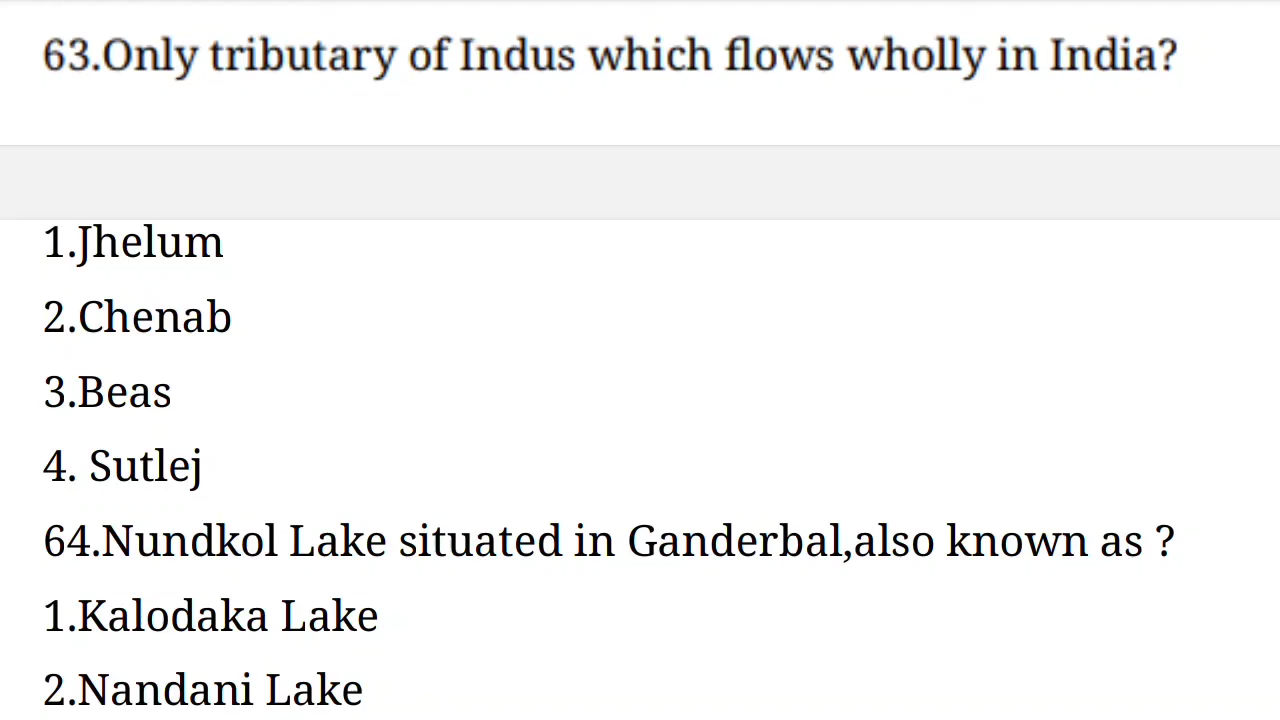 63.Only tributary of Indus which flows wholly in India?
1.Jhelum
2.Chenab
3.Beas
4. Sutlej
64.Nundkol Lake situated in Ganderbal,also known as ?
1.Kalodaka Lake
2.Nandani Lake